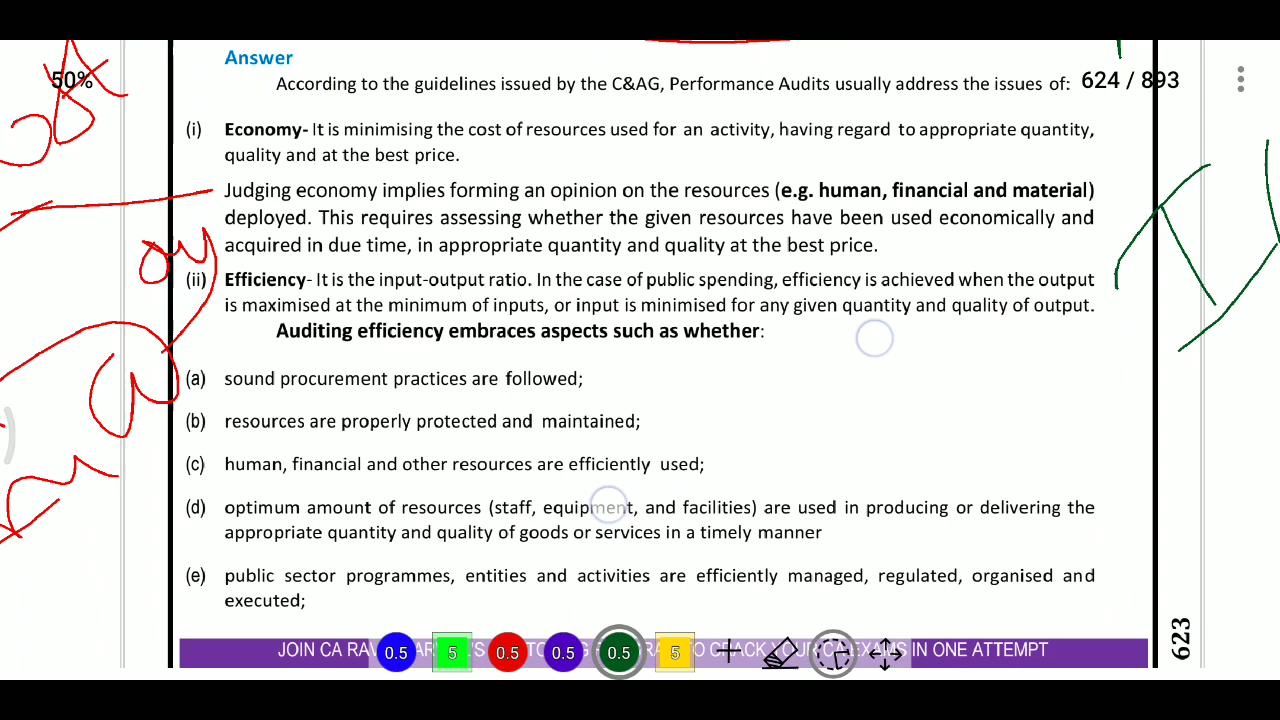 Answer
50%
According to the guidelines issued by the C&AG, Performance Audits usually address the issues of:
624 / 893
(i) Economy- It is minimising the cost of resources used for an activity, having regard to appropriate quantity,
quality and at the best price.
Judging economy implies forming an opinion on the resources (e.g. human, financial and material)
deployed. This requires assessing whether the given resources have been used economically and
acquired in due time, in appropriate quantity and quality at the best price.
(ii) Efficiency- It is the input-output ratio. In the case of public spending, efficiency is achieved when the output
is maximised at the minimum of inputs, or input is minimised for any given quantity and quality of output.
Auditing efficiency embraces aspects such as whether:
(a) sound procurement practices are followed;
(b) resources are properly protected and maintained;
(c) human, financial and other resources are efficiently used;
(d) optimum amount of resources (staff, equipment, and facilities) are used in producing or delivering the
appropriate quantity and quality of goods or services in a timely manner
(e) public sector programmes, entities and activities are efficiently managed, regulated, organised and
executed;
623
JOIN CA IN ONE ATTEMPT
0.5 5 0.5 0.5 0.5 5